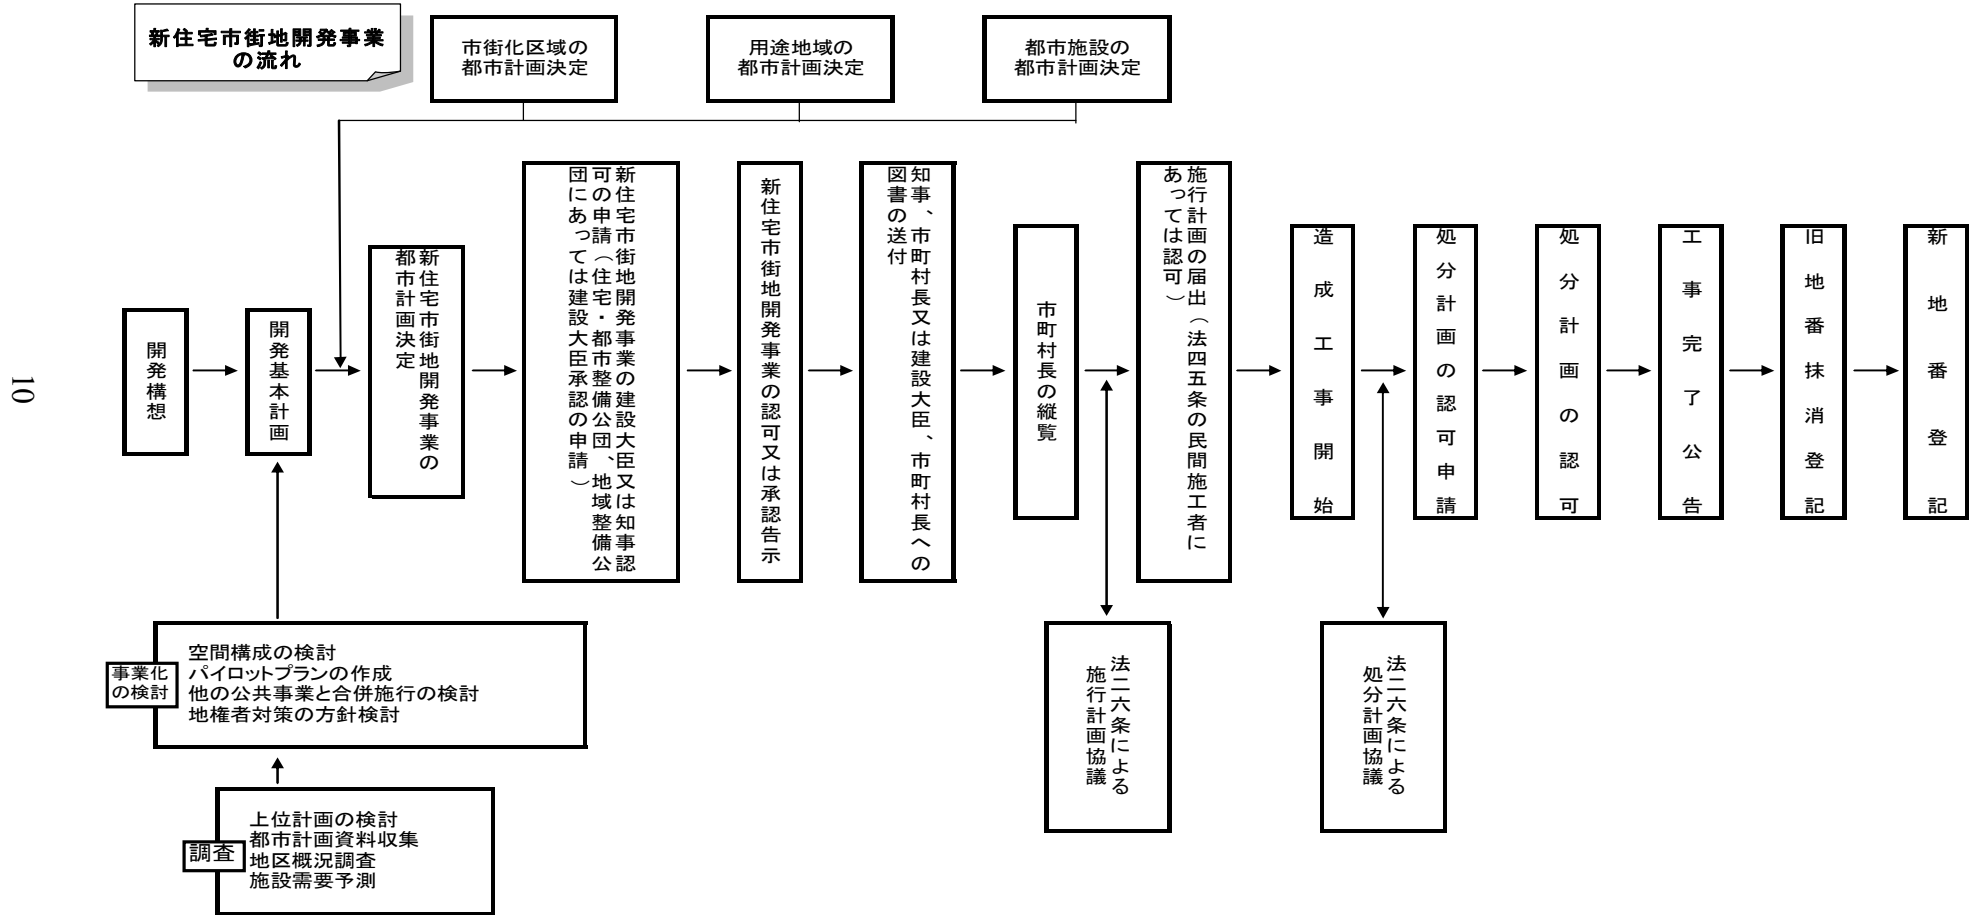 新住宅市街地開発事業
の流れ
市街化区域の
都市計画決定
用途地域の
都市計画決定
都市施設の
都市計画決定
開発構想
開発基本計画
新住宅市街地開発事業の
都市計画決定
新住宅市街地開発事業の建設大臣又は知事認
可の申請（住宅・都市整備公団、地域整備公
団にあっては建設大臣承認の申請）
新住宅市街地開発事業の認可又は承認告示
知事、市町村長又は建設大臣、市町村長への
図書の送付
市町村長の縦覧
施行計画の届出（法四五条の民間施工者に
あっては認可）
造成工事開始
処分計画の認可申請
処分計画の認可
工事完了公告
旧地番抹消登記
新地番登記
事業化
の検討
空間構成の検討
パイロットプランの作成
他の公共事業と合併施行の検討
地権者対策の方針検討
調査
上位計画の検討
都市計画資料収集
地区概況調査
施設需要予測
法二六条による
施行計画協議
法二六条による
処分計画協議
10